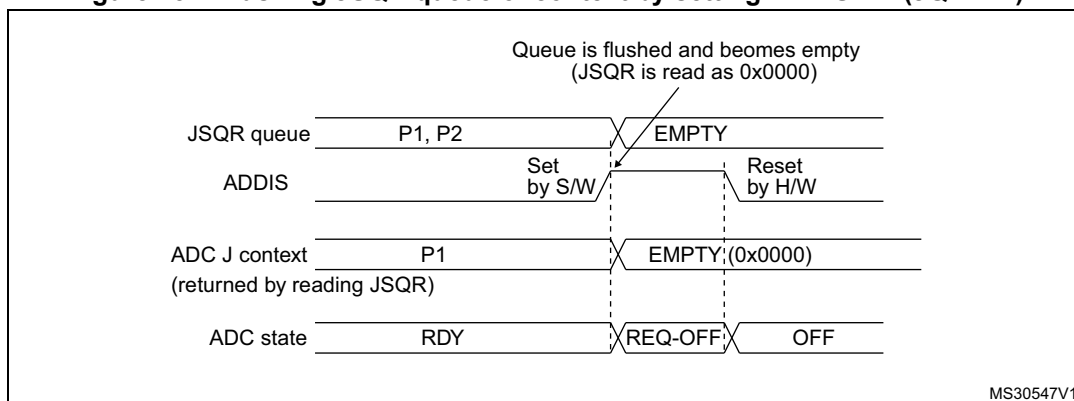 Queue is flushed and beomes empty
(JSQR is read as 0x0000)
JSQR queue P1, P2 EMPTY
Set Reset
ADDIS by S/W by H/W
ADC J context P1 EMPTY (0x0000)
(returned by reading JSQR)
ADC state RDY REQ-OFF OFF
MS30547V1